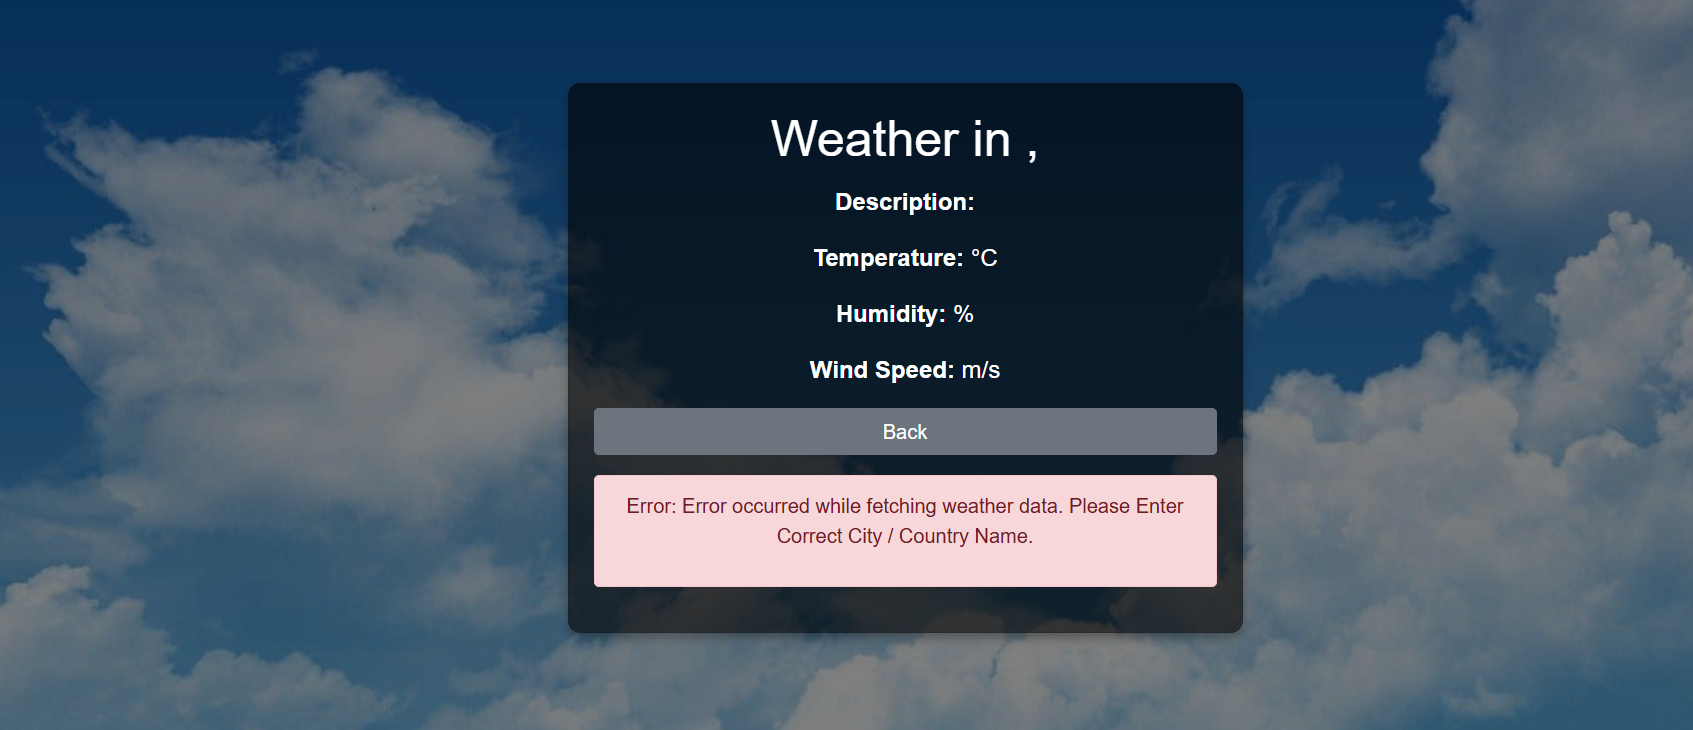 Weather in ,
Description:
Temperature: °C
Humidity: %
Wind Speed: m/s
Back
Error: Error occurred while fetching weather data. Please Enter
Correct City / Country Name.